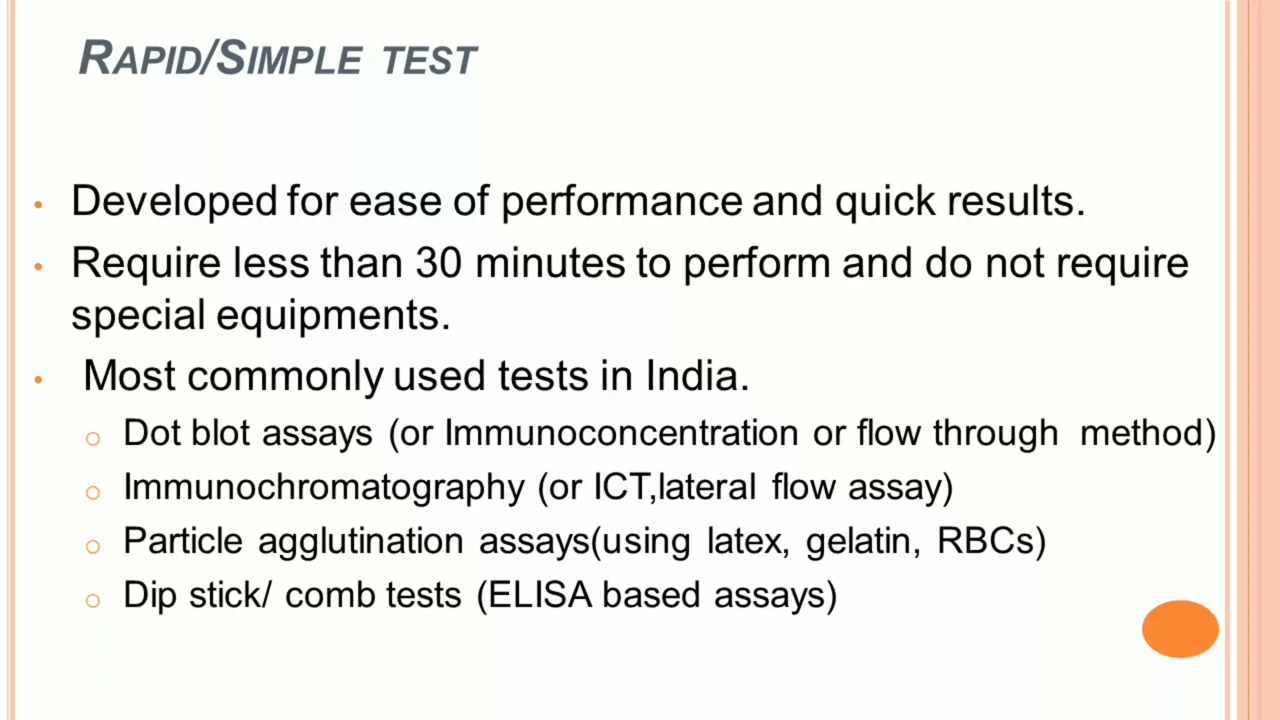 RAPID/SIMPLE TEST
• Developed for ease of performance and quick results.
• Require less than 30 minutes to perform and do not require
special equipments.
• Most commonly used tests in India.
o Dot blot assays (or Immunoconcentration or flow through method)
o Immunochromatography (or ICT,lateral flow assay)
o Particle agglutination assays(using latex, gelatin, RBCs)
o Dip stick/ comb tests (ELISA based assays)